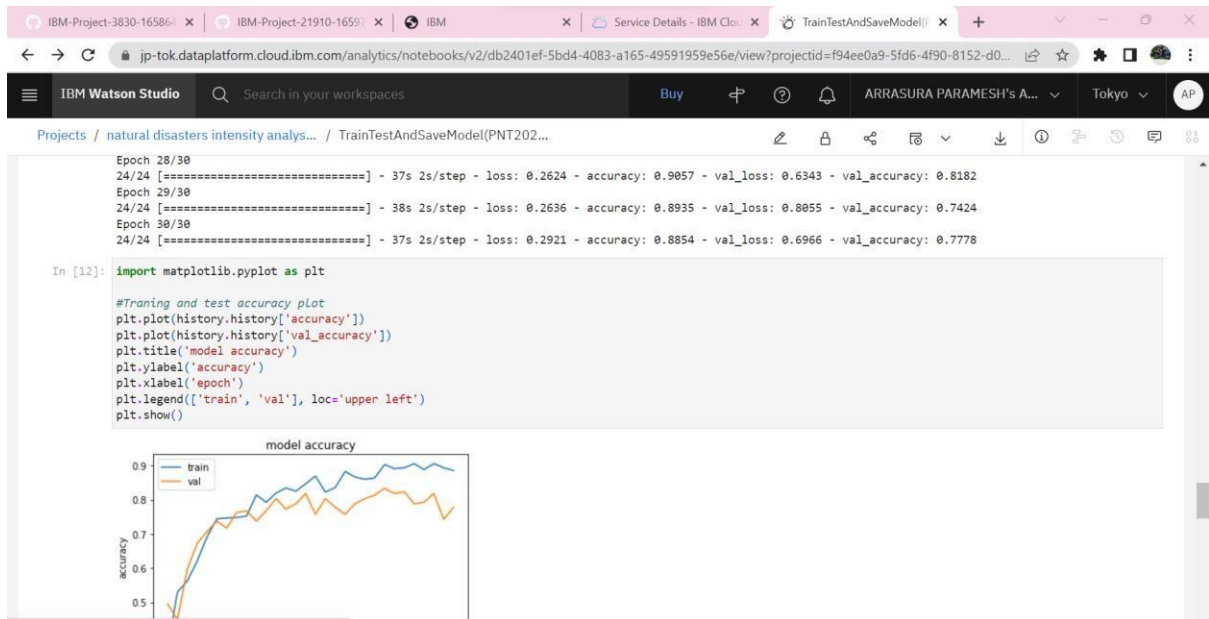 IBM-Project-3830-165864
IBM-Project-21910-1659
IBM
Service Details - IBM Clou
TrainTestAndSaveModel(P
jp-tok.dataplatform.cloud.ibm.com/analytics/notebooks/v2/db2401ef-5bd4-4083-a165-49591959e56e/view?projectid=f94ee0a9-5fd6-4f90-8152-d0...
IBM Watson Studio
Search in your workspaces
Buy
ARRASURA PARAMESH's A...
Tokyo
AP
Projects / natural disasters intensity analys... / TrainTestAndSaveModel(PNT202...
Epoch 28/30
24/24 [==============================] - 37s 2s/step - loss: 0.2624 - accuracy: 0.9057 - val_loss: 0.6343 - val_accuracy: 0.8182
Epoch 29/30
24/24 [==============================] - 38s 2s/step - loss: 0.2636 - accuracy: 0.8935 - val_loss: 0.8055 - val_accuracy: 0.7424
Epoch 30/30
24/24 [==============================] - 37s 2s/step - loss: 0.2921 - accuracy: 0.8854 - val_loss: 0.6966 - val_accuracy: 0.7778
In [12]: import matplotlib.pyplot as plt
#Traning and test accuracy plot
plt.plot(history.history['accuracy'])
plt.plot(history.history['val_accuracy'])
plt.title('model accuracy')
plt.ylabel('accuracy')
plt.xlabel('epoch')
plt.legend(['train', 'val'], loc='upper left')
plt.show()
model accuracy
0.9
train
val
0.8
0.7
accuracy
0.6
0.5